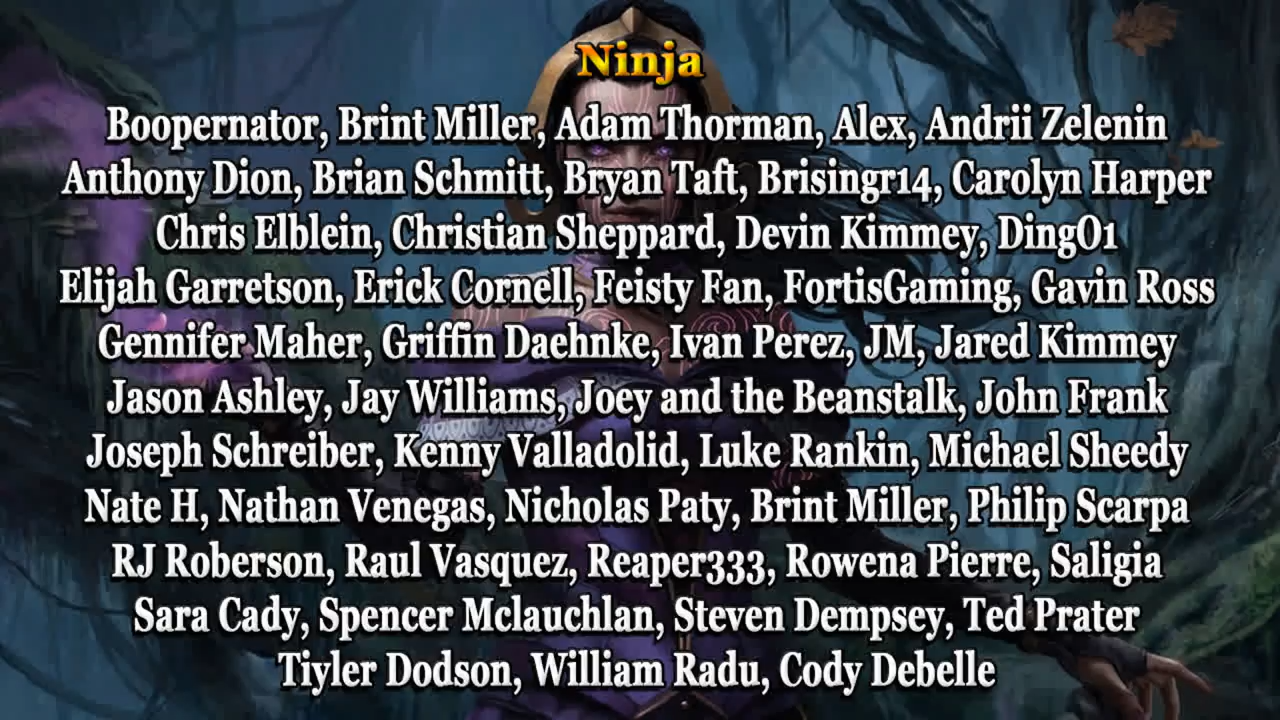 Ninja
Boopernator, Brint Miller, Adam Thorman, Alex, Andrii Zelenin
Anthony Dion, Brian Schmitt, Bryan Taft, Brisingr14, Carolyn Harper
Chris Elblein, Christian Sheppard, Devin Kimmey, DingO1
Elijah Garretson, Erick Cornell, Feisty Fan, FortisGaming, Gavin Ross
Gennifer Maher, Griffin Daehnke, Ivan Perez, JM, Jared Kimmey
Jason Ashley, Jay Williams, Joey and the Beanstalk, John Frank
Joseph Schreiber, Kenny Valladolid, Luke Rankin, Michael Sheedy
Nate H, Nathan Venegas, Nicholas Paty, Brint Miller, Philip Scarpa
RJ Roberson, Raul Vasquez, Reaper333, Rowena Pierre, Saligia
Sara Cady, Spencer Mclauchlan, Steven Dempsey, Ted Prater
Tiyler Dodson, William Radu, Cody Debelle